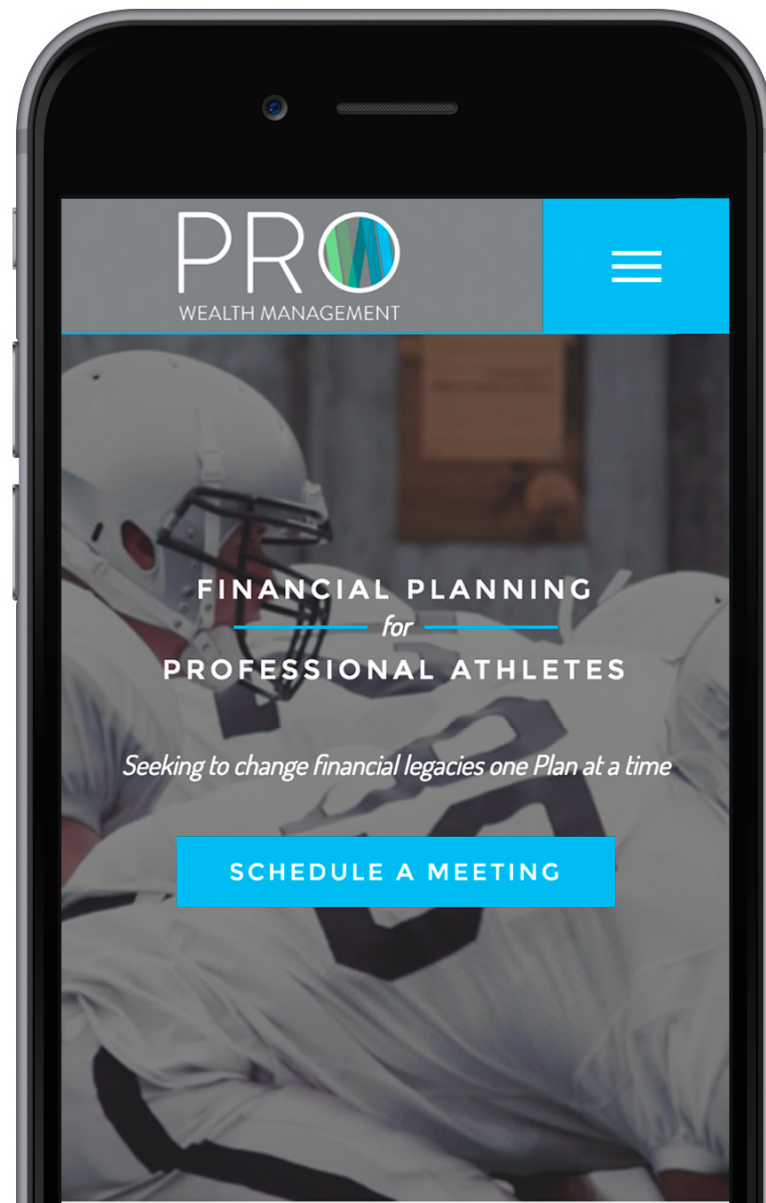 PRO
WEALTH MANAGEMENT
FINANCIAL PLANNING
for
PROFESSIONAL ATHLETES
Seeking to change financial legacies one Plan at a time
SCHEDULE A MEETING